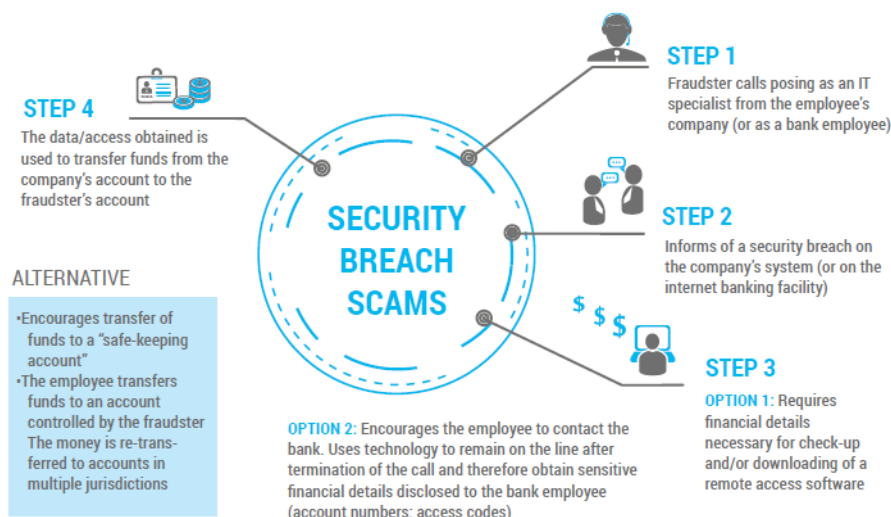 STEP 1
Fraudster calls posing as an IT
specialist from the employee's
company (or as a bank employee)
STEP 2
Informs of a security breach on
the company's system (or on the
internet banking facility)
$ $ $
STEP 3
OPTION 1: Requires
financial details
necessary for check-up
and/or downloading of a
remote access software
OPTION 2: Encourages the employee to contact the
bank. Uses technology to remain on the line after
termination of the call and therefore obtain sensitive
financial details disclosed to the bank employee
(account numbers; access codes)
STEP 4
The data/access obtained is
used to transfer funds from the
company's account to the
fraudster's account
SECURITY
BREACH
SCAMS
ALTERNATIVE
•Encourages transfer of
funds to a “safe-keeping
account”
•The employee transfers
funds to an account
controlled by the fraudster
The money is re-trans-
ferred to accounts in
multiple jurisdictions